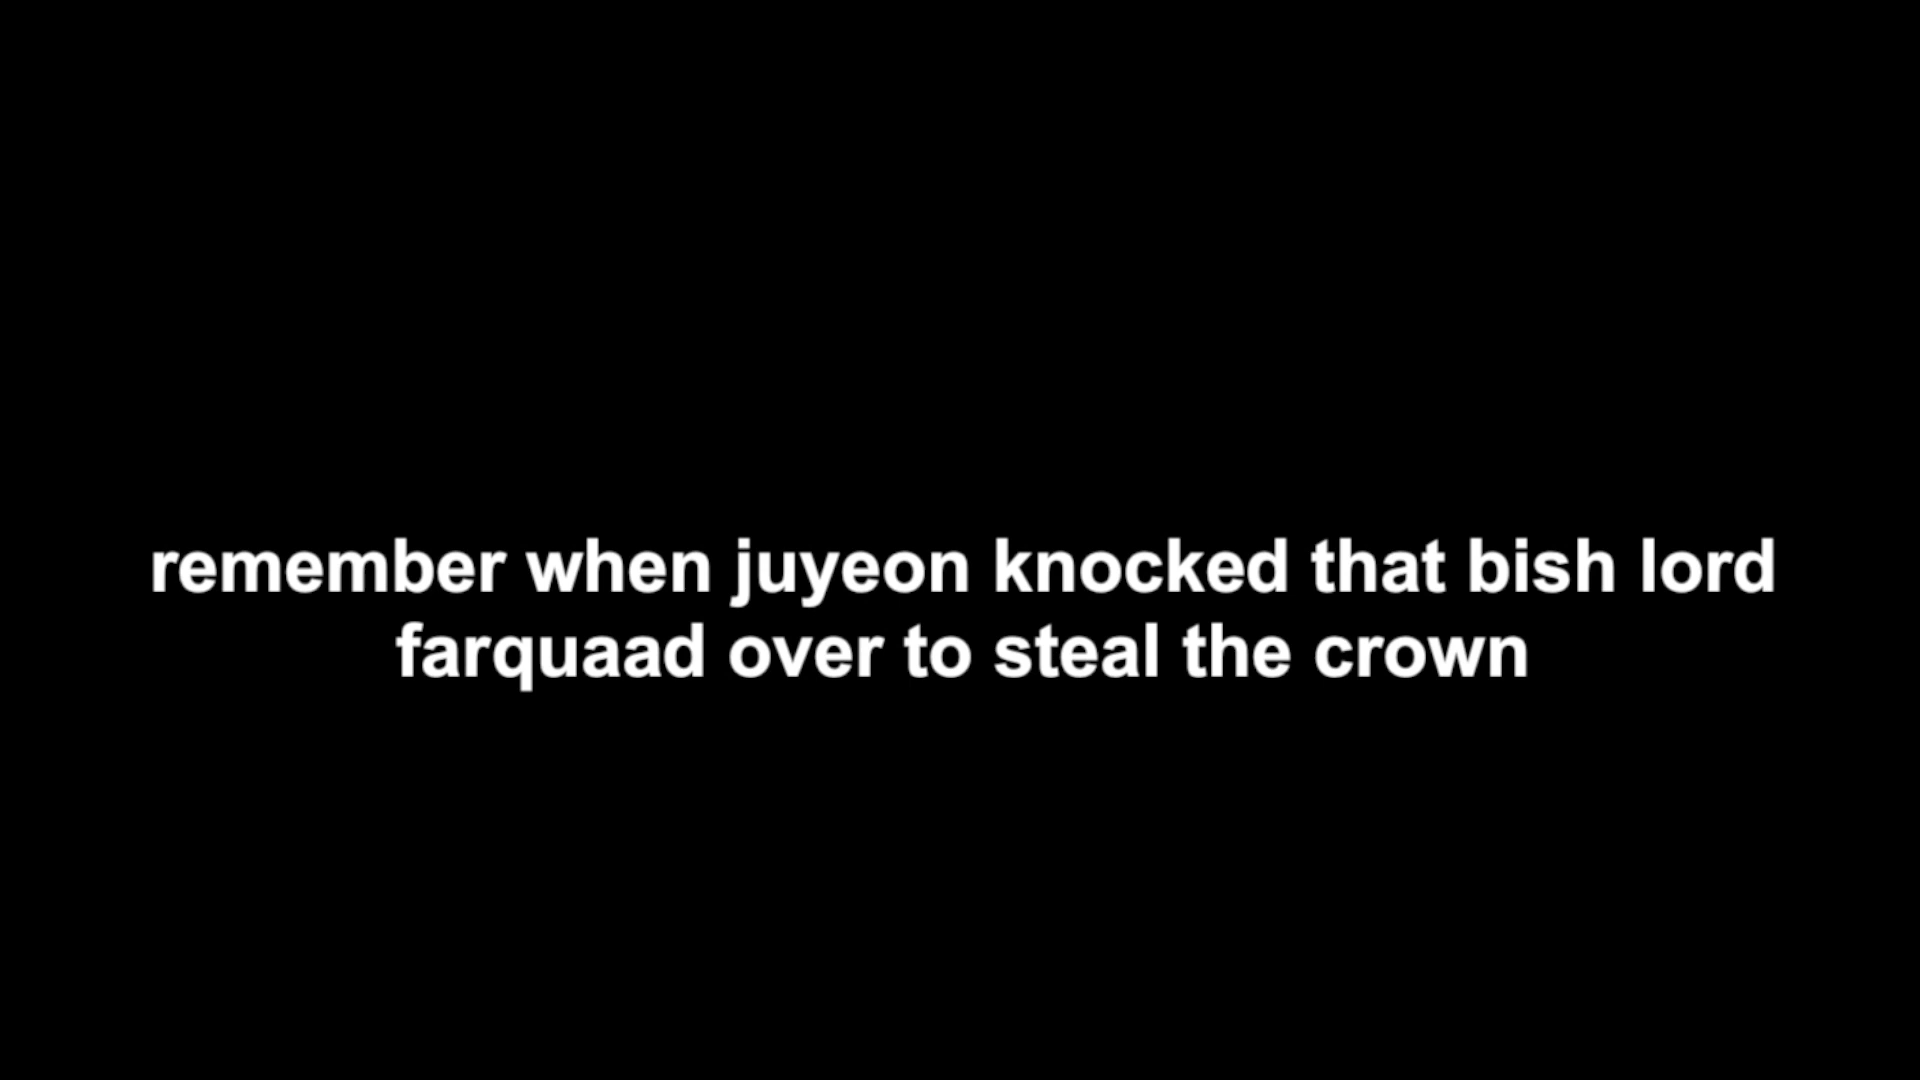 remember when juyeon knocked that bish lord
farquaad over to steal the crown